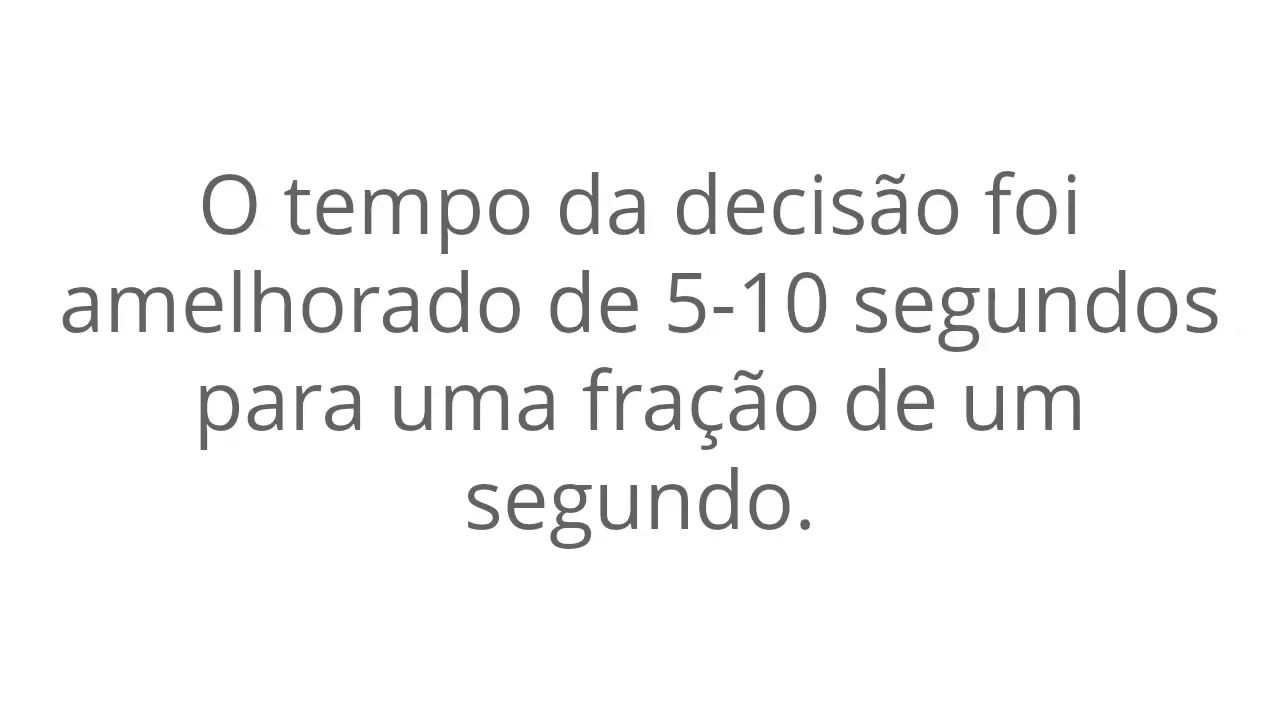 O tempo da decisão foi
amelhorado de 5-10 segundos
para uma fração de um
segundo.